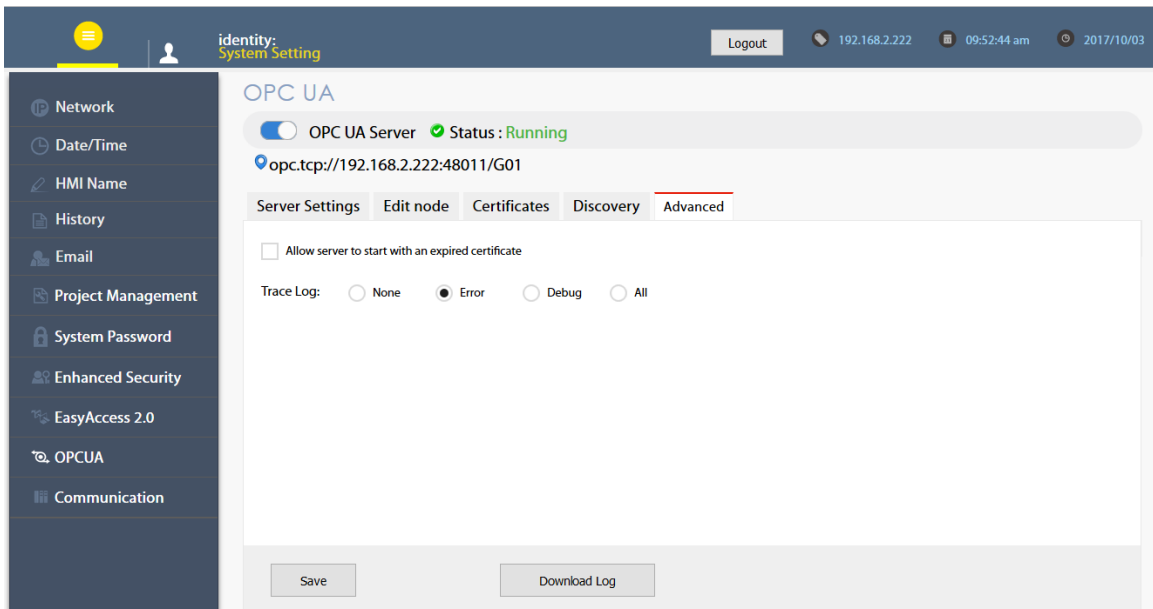 identity:
System Setting
Logout
192.168.2.222
09:52:44 am
2017/10/03
Network
Date/Time
HMI Name
History
Email
Project Management
System Password
Enhanced Security
EasyAccess 2.0
OPCUA
Communication
OPC UA
OPC UA Server Status : Running
opc.tcp://192.168.2.222:48011/G01
Server Settings Edit node Certificates Discovery Advanced
Allow server to start with an expired certificate
Trace Log: None Error Debug All
Save Download Log